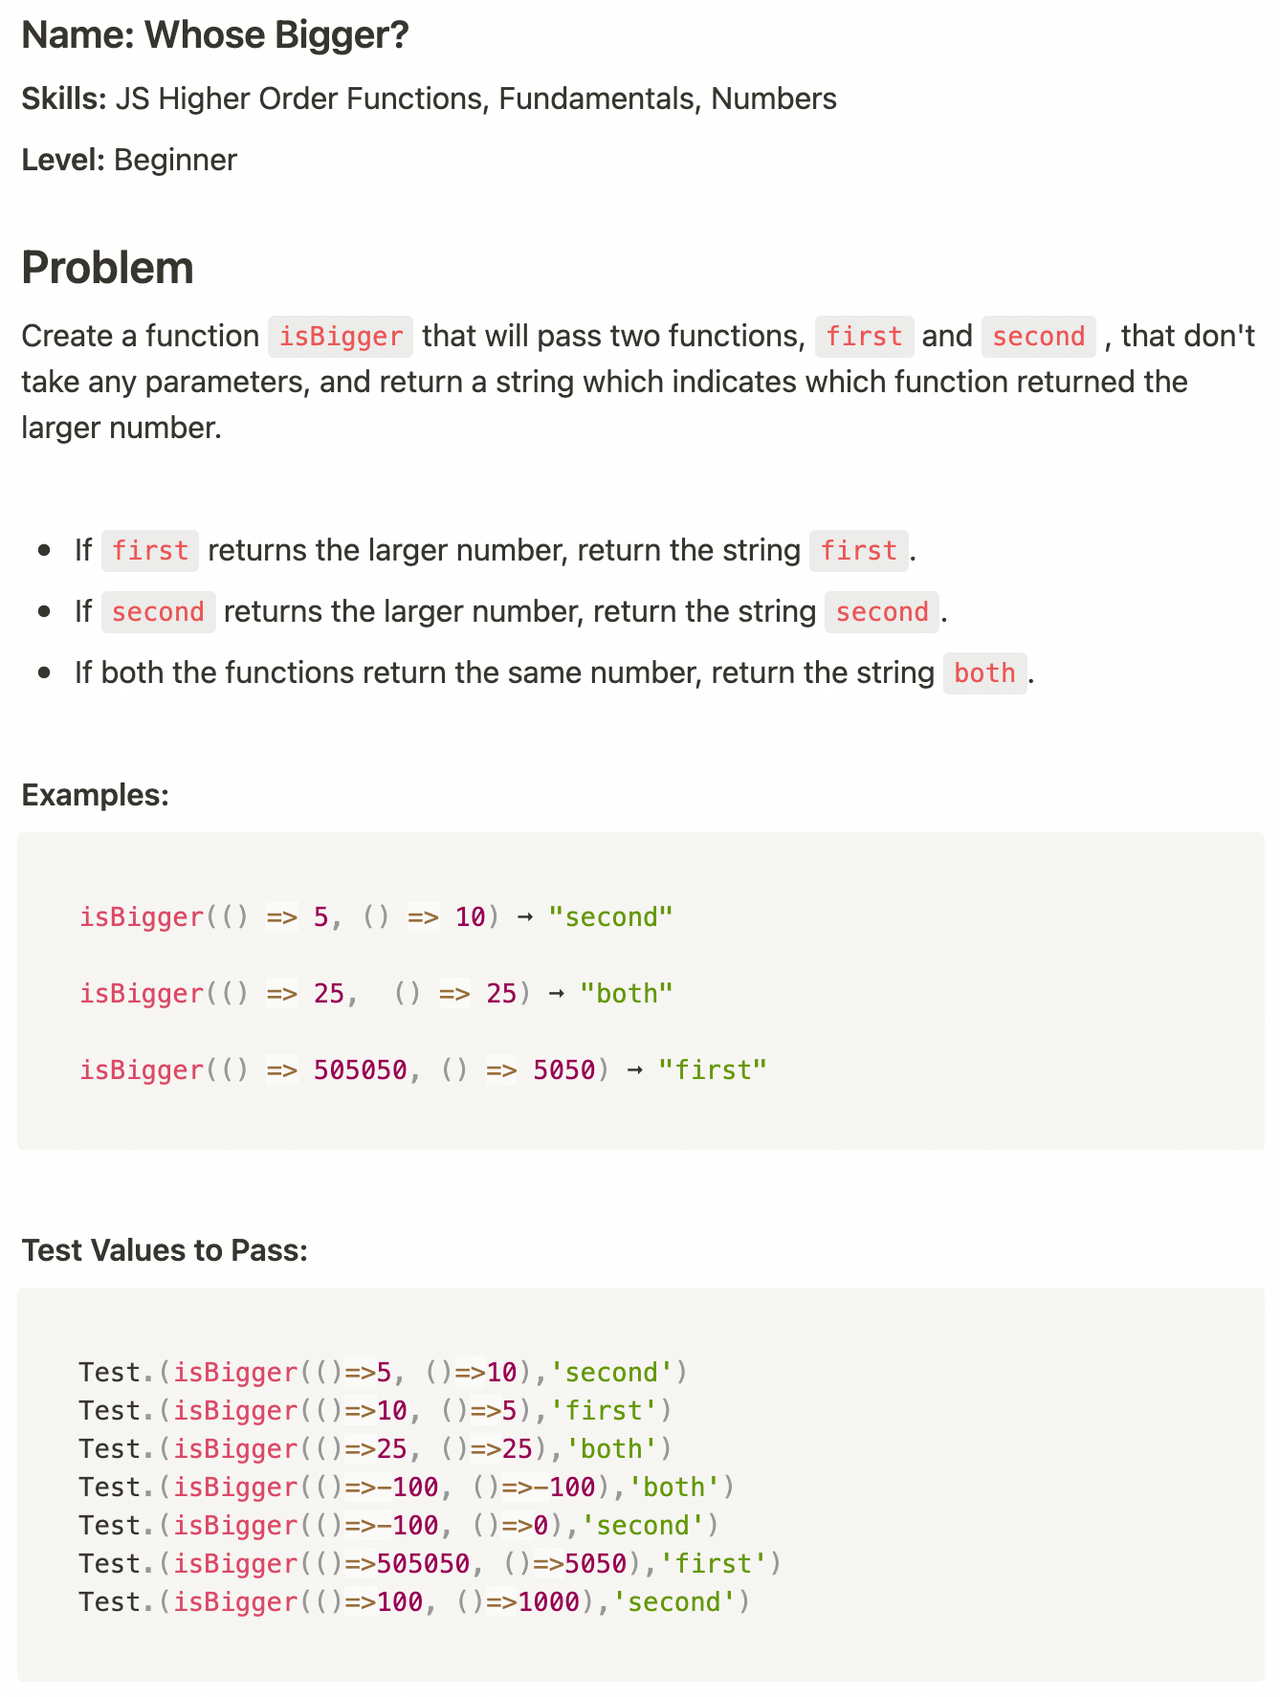 Name: Whose Bigger?
Skills: JS Higher Order Functions, Fundamentals, Numbers
Level: Beginner
Problem
Create a function isBigger that will pass two functions, first and second , that don't
take any parameters, and return a string which indicates which function returned the
larger number.
• If first returns the larger number, return the string first.
• If second returns the larger number, return the string second.
• If both the functions return the same number, return the string both.
Examples:
isBigger(() => 5, () => 10) → "second"
isBigger(() => 25,  () => 25) → "both"
isBigger(() => 505050, () => 5050) → "first"
Test Values to Pass:
Test.(isBigger(()=>5, ()=>10),'second')
Test.(isBigger(()=>10, ()=>5),'first')
Test.(isBigger(()=>25, ()=>25),'both')
Test.(isBigger(()=>-100, ()=>-100),'both')
Test.(isBigger(()=>-100, ()=>0),'second')
Test.(isBigger(()=>505050, ()=>5050),'first')
Test.(isBigger(()=>100, ()=>1000),'second')